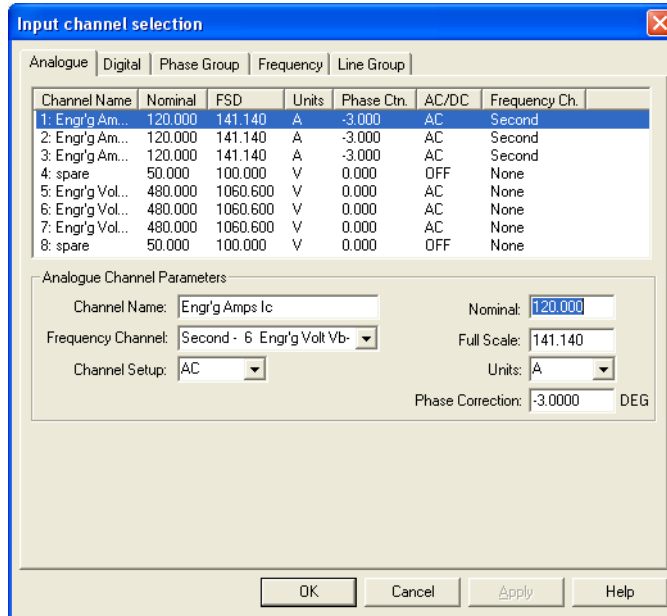 Input channel selection
Analogue Digital Phase Group Frequency Line Group
Channel Name Nominal FSD Units Phase Ctn. AC/DC Frequency Ch.
1: Engr'g Am... 120.000 141.140 A -3.000 AC Second
2: Engr'g Am... 120.000 141.140 A -3.000 AC Second
3: Engr'g Am... 120.000 141.140 A -3.000 AC Second
4: spare 50.000 100.000 V 0.000 OFF None
5: Engr'g Vol... 480.000 1060.600 V 0.000 AC None
6: Engr'g Vol... 480.000 1060.600 V 0.000 AC None
7: Engr'g Vol... 480.000 1060.600 V 0.000 AC None
8: spare 50.000 100.000 V 0.000 OFF None
Analogue Channel Parameters
Channel Name: Engr'g Amps Ic Nominal: 120.000
Frequency Channel: Second - 6 Engr'g Volt Vb- Full Scale: 141.140
Channel Setup: AC Units: A
Phase Correction: -3.0000 DEG
OK Cancel Apply Help